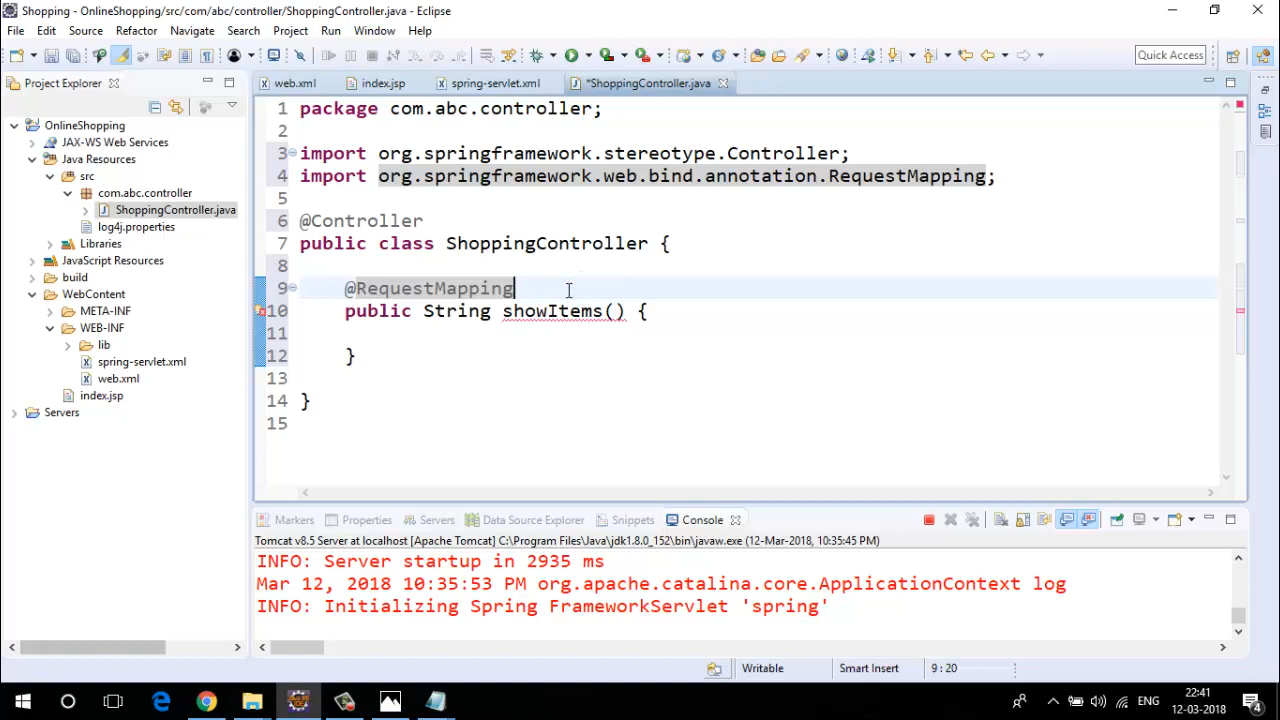 Shopping - OnlineShopping/src/com/abc/controller/ShoppingController.java - Eclipse
File Edit Source Refactor Navigate Search Project Run Window Help
Quick Access
Project Explorer
web.xml index.jsp spring-servlet.xml *ShoppingController.java
OnlineShopping
JAX-WS Web Services
Java Resources
src
com.abc.controller
ShoppingController.java
log4j.properties
Libraries
JavaScript Resources
build
WebContent
META-INF
WEB-INF
lib
spring-servlet.xml
web.xml
index.jsp
Servers
1 package com.abc.controller;
2
3 import org.springframework.stereotype.Controller;
4 import org.springframework.web.bind.annotation.RequestMapping;
5
6 @Controller
7 public class ShoppingController {
8
9 @RequestMapping
10 public String showItems() {
11
12 }
13
14 }
15
Markers Properties Servers Data Source Explorer Snippets Console
Tomcat v8.5 Server at localhost [Apache Tomcat] C:\Program Files\Java\jdk1.8.0_152\bin\javaw.exe (12-Mar-2018, 10:35:45 PM)
INFO: Server startup in 2935 ms
Mar 12, 2018 10:35:53 PM org.apache.catalina.core.ApplicationContext log
INFO: Initializing Spring FrameworkServlet 'spring'
Writable Smart Insert 9 : 20
ENG 22:41
12-03-2018 4